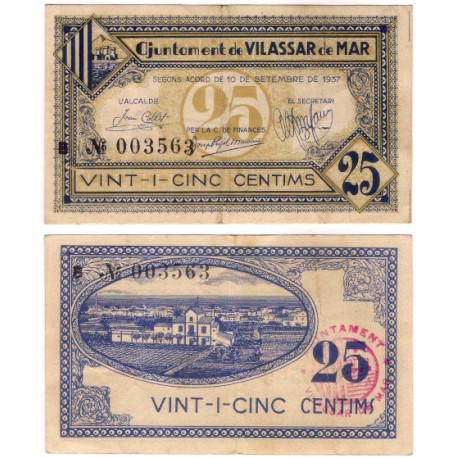 Ajuntament de VILASSAR de MAR
SEGONS ACORD DE 10 DE SETEMBRE DE 1937
L'ALCALDE
EL SECRETARI
25
PER LA C. DE FINANCES
B Nº 003563
VINT-I-CINC CENTIMS
25
B Nº 003563
25
VINT-I-CINC CENTIMS